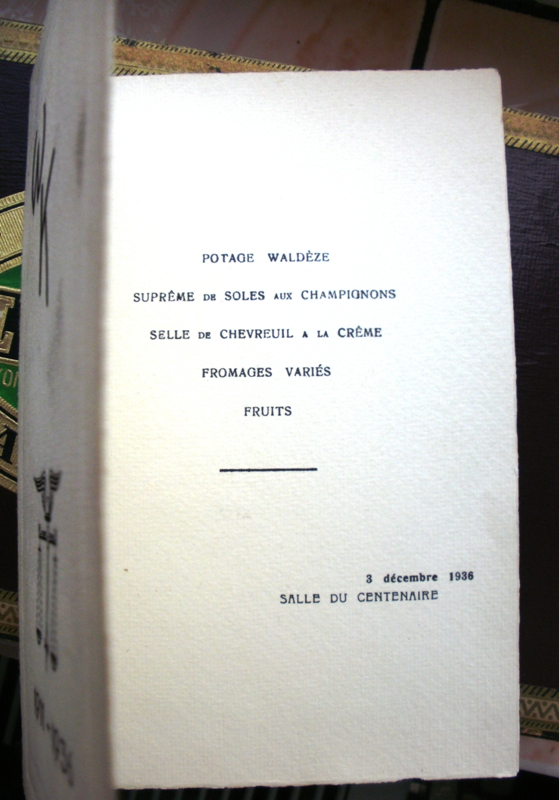 WK
POTAGE WALDÈZE
SUPRÊME DE SOLES AUX CHAMPIGNONS
SELLE DE CHEVREUIL A LA CRÊME
FROMAGES VARIÉS
FRUITS
3 décembre 1936
SALLE DU CENTENAIRE